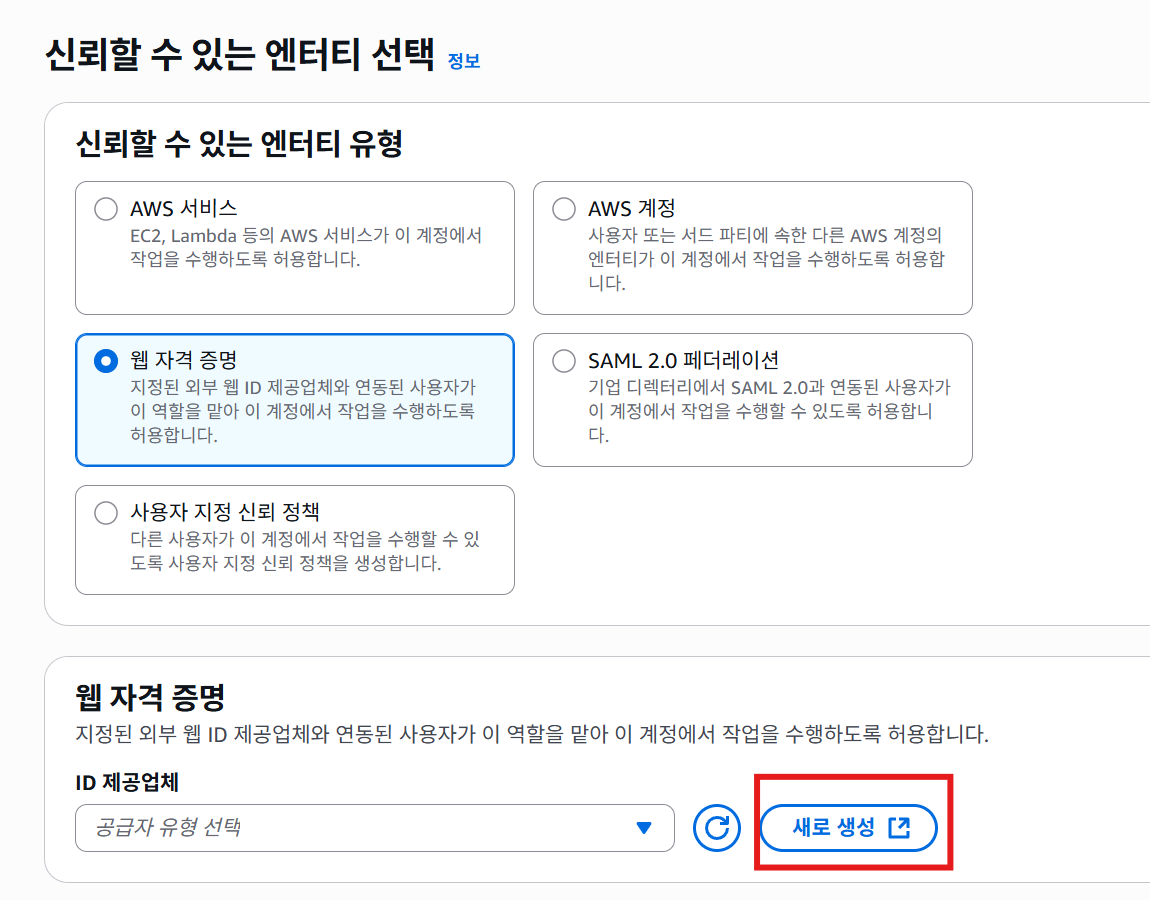 신뢰할 수 있는 엔터티 선택 정보
신뢰할 수 있는 엔터티 유형
AWS 서비스
EC2, Lambda 등의 AWS 서비스가 이 계정에서
작업을 수행하도록 허용합니다.
AWS 계정
사용자 또는 서드 파티에 속한 다른 AWS 계정의
엔터티가 이 계정에서 작업을 수행하도록 허용합
니다.
웹 자격 증명
지정된 외부 웹 ID 제공업체와 연동된 사용자가
이 역할을 맡아 이 계정에서 작업을 수행하도록
허용합니다.
SAML 2.0 페더레이션
기업 디렉터리에서 SAML 2.0과 연동된 사용자가
이 계정에서 작업을 수행할 수 있도록 허용합니
다.
사용자 지정 신뢰 정책
다른 사용자가 이 계정에서 작업을 수행할 수 있
도록 사용자 지정 신뢰 정책을 생성합니다.
웹 자격 증명
지정된 외부 웹 ID 제공업체와 연동된 사용자가 이 역할을 맡아 이 계정에서 작업을 수행하도록 허용합니다.
ID 제공업체
공급자 유형 선택
새로 생성